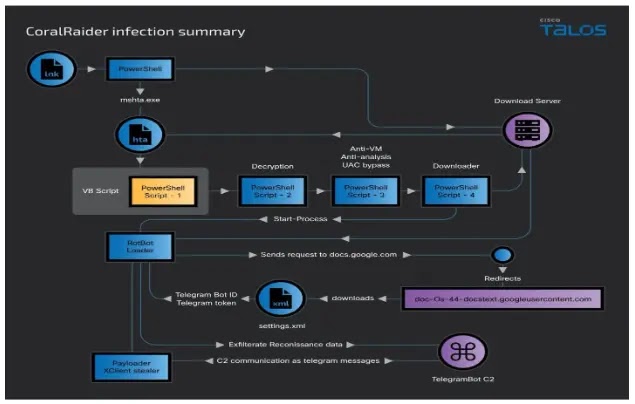 CoralRaider infection summary
CISCO
TALOS
lnk
PowerShell
mshta.exe
Download Server
hta
VB Script
PowerShell
Script - 1
Decryption
PowerShell
Script - 2
Anti-VM
Anti-analysis
UAC bypass
PowerShell
Script - 3
Downloader
PowerShell
Script - 4
Start-Process
RotBot
Loader
Sends request to docs.google.com
Redirects
Telegram Bot ID
Telegram token
xml
settings.xml
downloads
doc-0s-44-docstext.googleusercontent.com
Exfilterate Reconissance data
C2 communication as telegram messages
Payloader
XClient stealer
TelegramBot C2